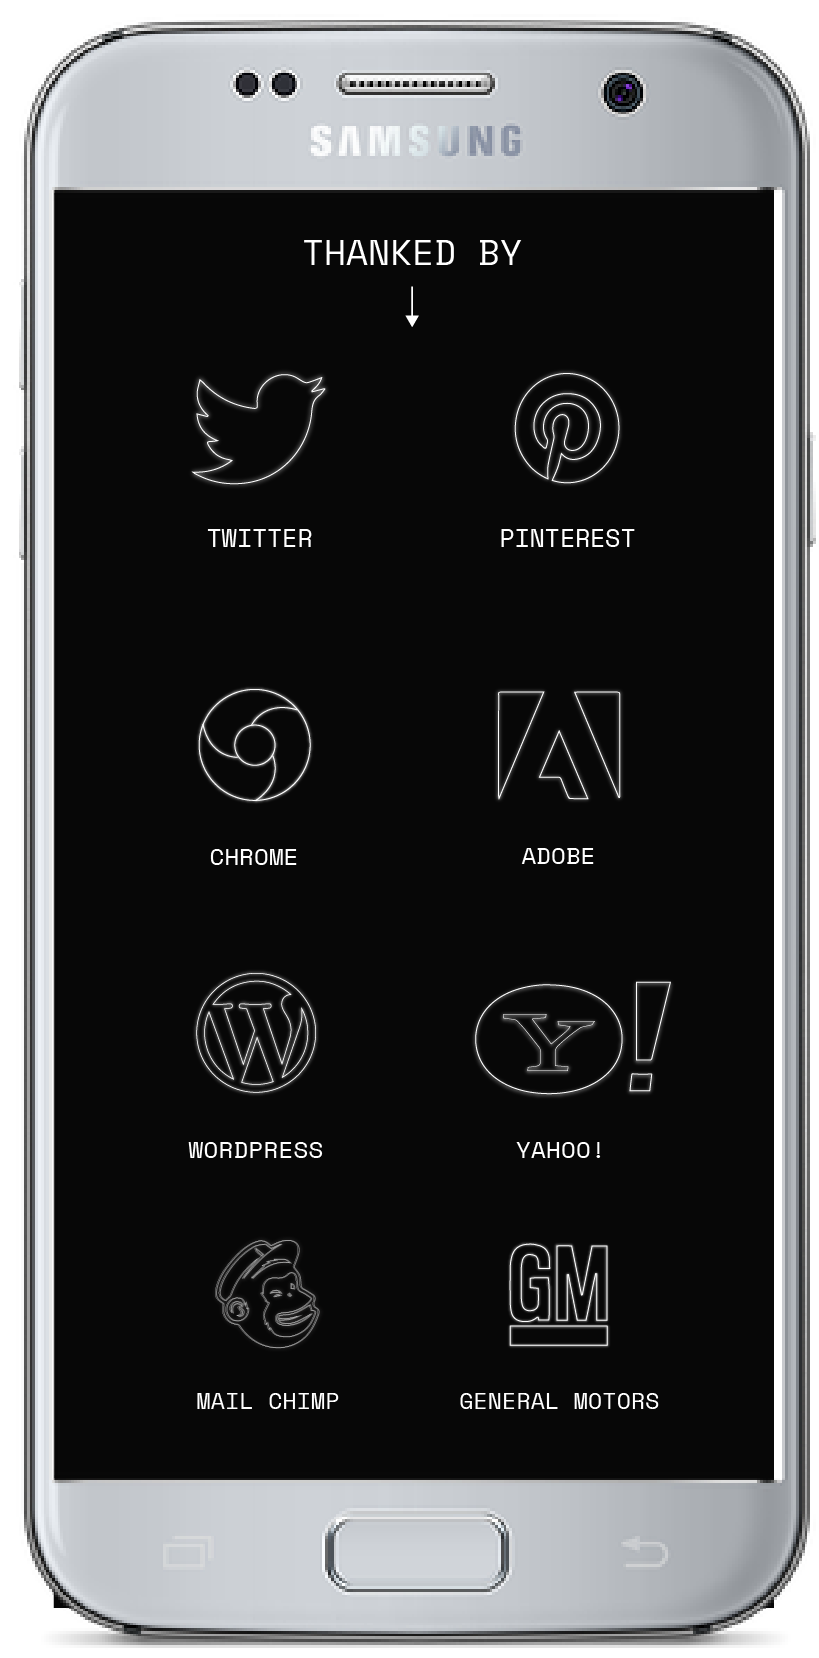 SAMSUNG
THANKED BY
TWITTER
PINTEREST
CHROME
ADOBE
W
Y!
WORDPRESS
YAHOO!
GM
MAIL CHIMP
GENERAL MOTORS